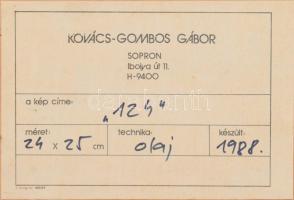 KOVÁCS-GOMBOS GÁBOR
SOPRON
Ibolya út 11.
H-9400
a kép címe:
"124"
méret: technika: készült:
24 x 25 cm olaj 1988.